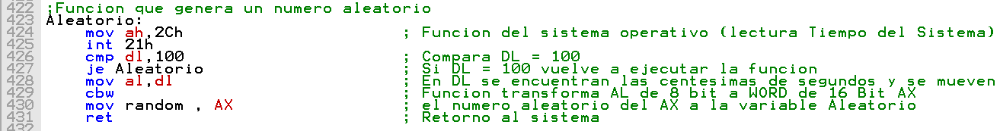 422 ;Funcion que genera un numero aleatorio
423 Aleatorio:
424 mov ah,2Ch ; Funcion del sistema operativo (lectura Tiempo del Sistema)
425 int 21h
426 cmp dl,100 ; Compara DL = 100
427 je Aleatorio ; Si DL = 100 vuelve a ejecutar la funcion
428 mov al,dl ; En DL se encuentran las centesimas de segundos y se mueven
429 cbw ; Funcion transforma AL de 8 bit a WORD de 16 Bit AX
430 mov random , AX ; el numero aleatorio del AX a la variable Aleatorio
431 ret ; Retorno al sistema
432